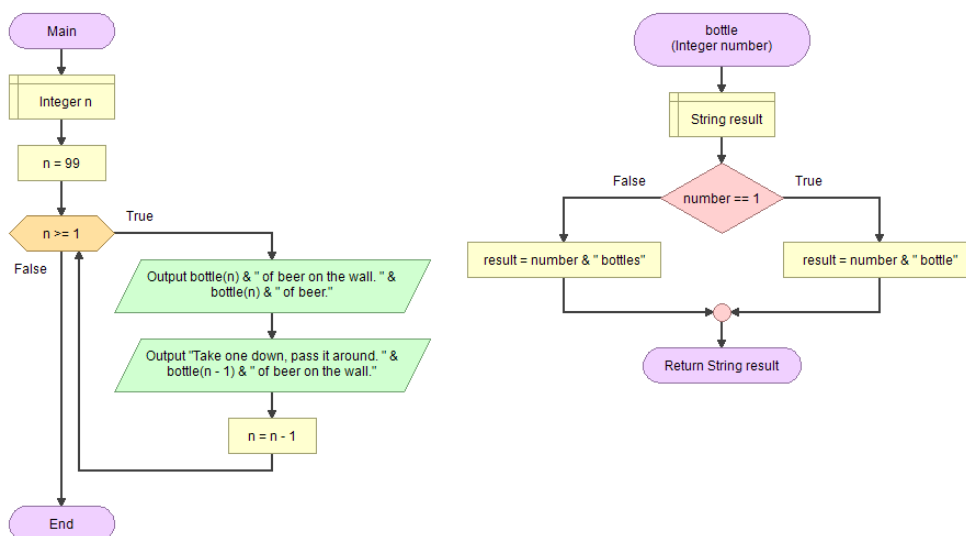 Main
Integer n
n = 99
n >= 1
True
False
Output bottle(n) & " of beer on the wall. " &
bottle(n) & " of beer."
Output "Take one down, pass it around. " &
bottle(n - 1) & " of beer on the wall."
n = n - 1
End
bottle
(Integer number)
String result
False
number == 1
True
result = number & " bottles"
result = number & " bottle"
Return String result